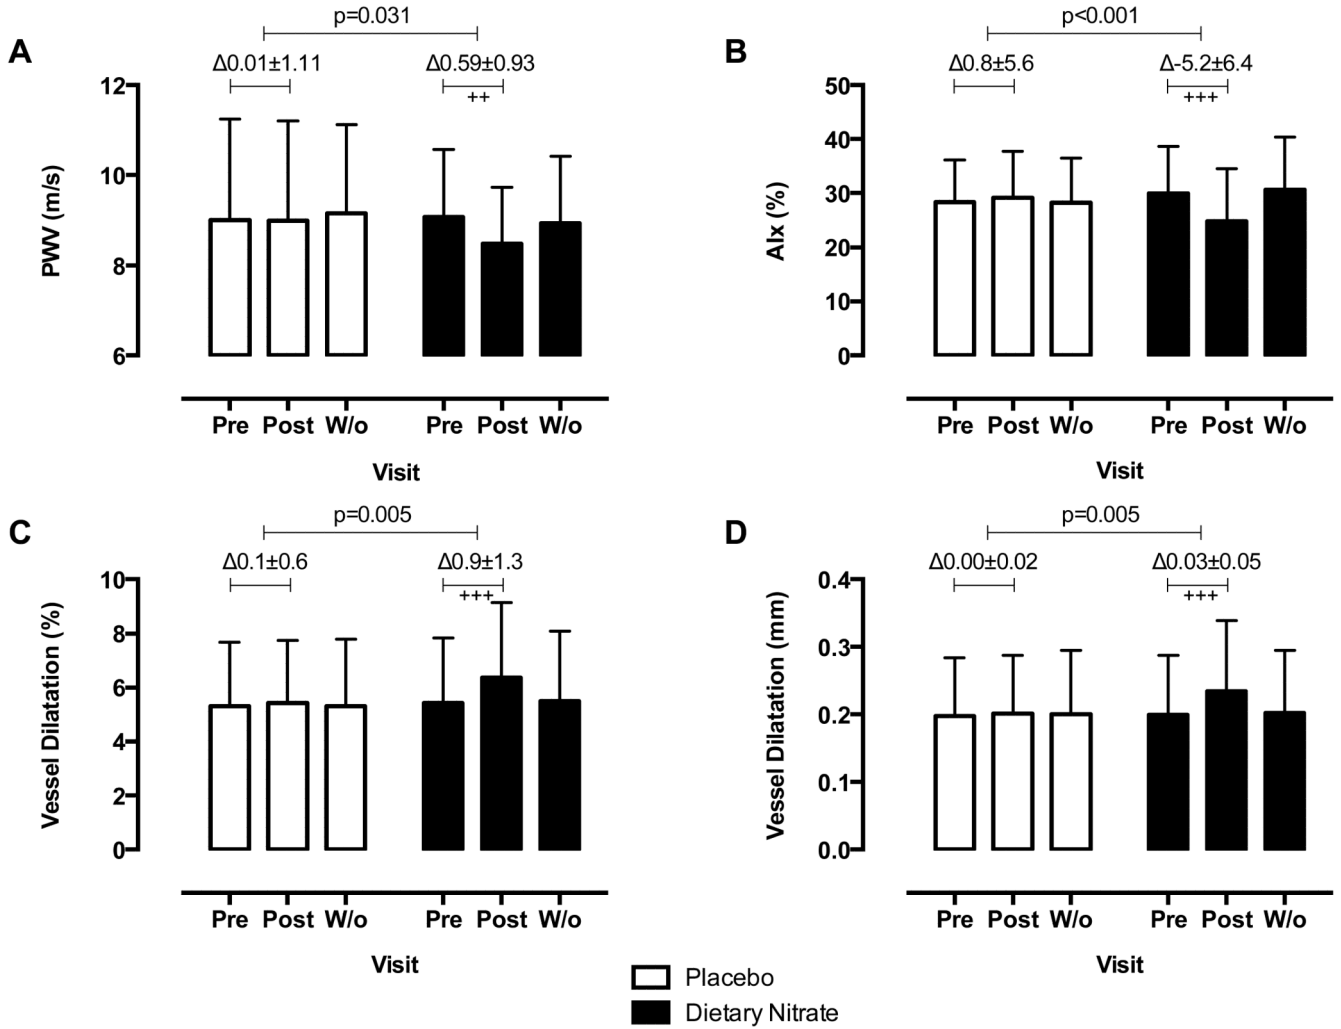 A
p=0.031
Δ0.01±1.11 Δ0.59±0.93
++
12
10
8
6
PWV (m/s)
Pre Post W/o Pre Post W/o
Visit
B
p<0.001
Δ0.8±5.6 Δ-5.2±6.4
+++
50
40
30
20
10
0
AIx (%)
Pre Post W/o Pre Post W/o
Visit
C
p=0.005
Δ0.1±0.6 Δ0.9±1.3
+++
10
8
6
4
2
0
Vessel Dilatation (%)
Pre Post W/o Pre Post W/o
Visit
D
p=0.005
Δ0.00±0.02 Δ0.03±0.05
+++
0.4
0.3
0.2
0.1
0.0
Vessel Dilatation (mm)
Pre Post W/o Pre Post W/o
Visit
Placebo
Dietary Nitrate